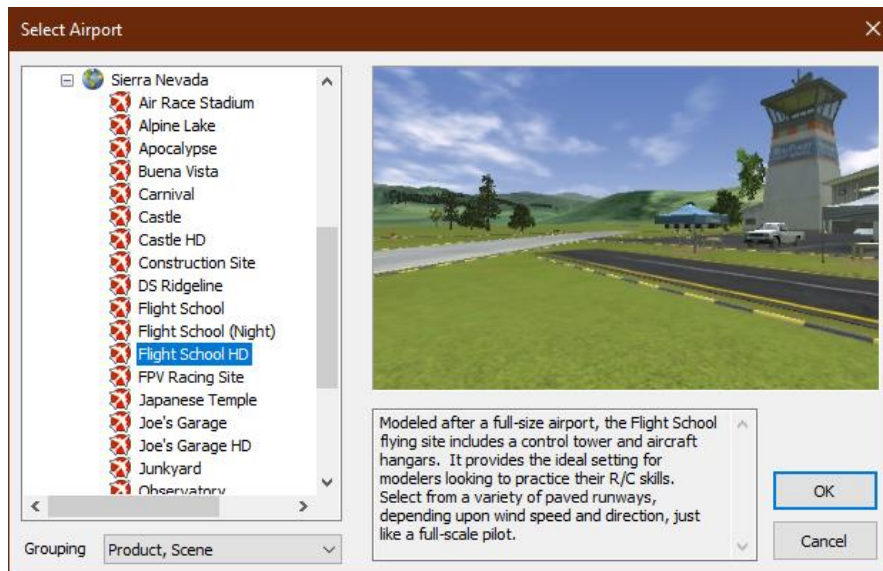 Select Airport
Sierra Nevada
Air Race Stadium
Alpine Lake
Apocalypse
Buena Vista
Carnival
Castle
Castle HD
Construction Site
DS Ridgeline
Flight School
Flight School (Night)
Flight School HD
FPV Racing Site
Japanese Temple
Joe's Garage
Joe's Garage HD
Junkyard
Observatory
Grouping
Product, Scene
Modeled after a full-size airport, the Flight School
flying site includes a control tower and aircraft
hangars. It provides the ideal setting for
modelers looking to practice their R/C skills.
Select from a variety of paved runways,
depending upon wind speed and direction, just
like a full-scale pilot.
OK
Cancel